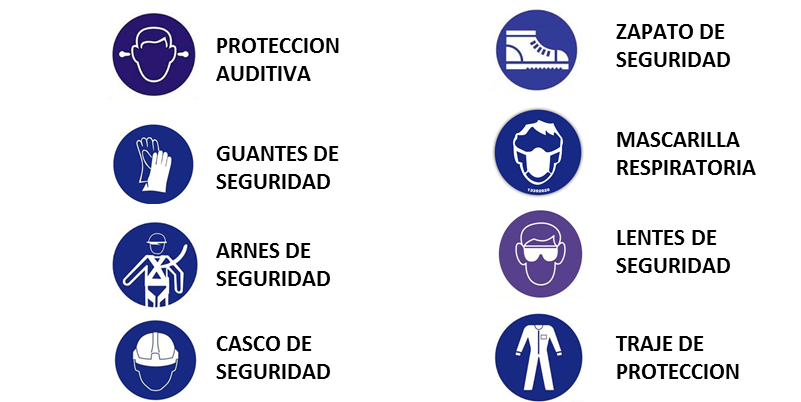 PROTECCION
AUDITIVA
GUANTES DE
SEGURIDAD
ARNES DE
SEGURIDAD
CASCO DE
SEGURIDAD
ZAPATO DE
SEGURIDAD
MASCARILLA
RESPIRATORIA
LENTES DE
SEGURIDAD
TRAJE DE
PROTECCION